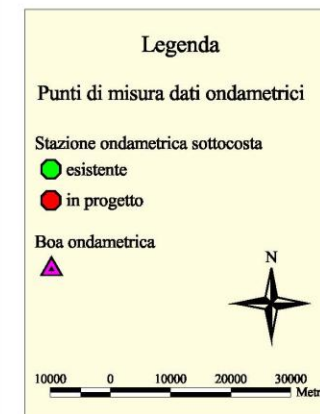 Legenda
Punti di misura dati ondametrici
Stazione ondametrica sottocosta
esistente
in progetto
Boa ondametrica
N
10000 0 10000 20000 30000
Metri